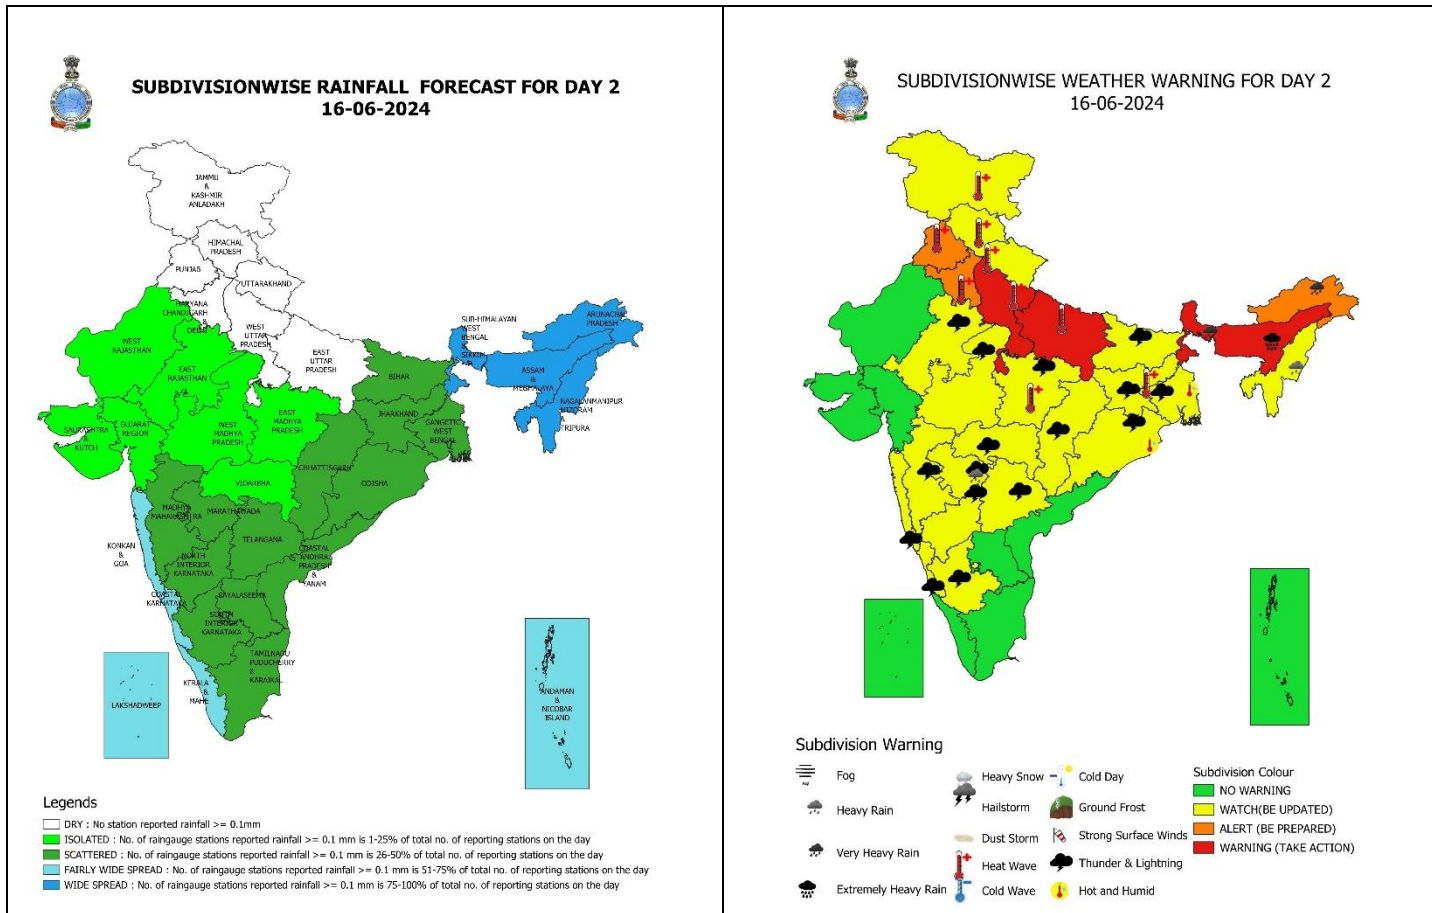 SUBDIVISIONWISE RAINFALL FORECAST FOR DAY 2
16-06-2024
JAMMU
&
KASHMIR
ANLADAKH
HIMACHAL
PRADESH
PUNJAB
UTTARAKHAND
HARYANA
CHANDIGARH
&
DELHI
WEST
UTTAR
PRADESH
EAST
UTTAR
PRADESH
WEST
RAJASTHAN
EAST
RAJASTHAN
SUB-HIMALAYAN
WEST
BENGAL
&
SIKKIM
ARUNACHAL
PRADESH
ASSAM
&
MEGHALAYA
NAGALANMANIPUR
MIZORAM
&
TRIPURA
BIHAR
JHARKHAND
GANGETIC
WEST
BENGAL
SAURASHTRA
&
KUTCH
GUJARAT
REGION
WEST
MADHYA
PRADESH
EAST
MADHYA
PRADESH
VIDARBHA
CHHATTISGARH
ODISHA
MADHYA
MAHARASHTRA
MARATHWADA
TELANGANA
KONKAN
&
GOA
NORTH
INTERIOR
KARNATAKA
COASTAL
ANDHRA
PRADESH
&
YANAM
COASTAL
KARNATAKA
RAYALASEEMA
SOUTH
INTERIOR
KARNATAKA
TAMILNADU
PUDUCHERRY
&
KARAIKAL
KERALA
&
MAHE
LAKSHADWEEP
ANDAMAN
&
NICOBAR
ISLAND
Legends
DRY : No station reported rainfall >= 0.1mm
ISOLATED : No. of raingauge stations reported rainfall >= 0.1 mm is 1-25% of total no. of reporting stations on the day
SCATTERED : No. of raingauge stations reported rainfall >= 0.1 mm is 26-50% of total no. of reporting stations on the day
FAIRLY WIDE SPREAD : No. of raingauge stations reported rainfall >= 0.1 mm is 51-75% of total no. of reporting stations on the day
WIDE SPREAD : No. of raingauge stations reported rainfall >= 0.1 mm is 75-100% of total no. of reporting stations on the day
SUBDIVISIONWISE WEATHER WARNING FOR DAY 2
16-06-2024
Subdivision Warning
Fog
Heavy Rain
Very Heavy Rain
Extremely Heavy Rain
Heavy Snow
Hailstorm
Dust Storm
Heat Wave
Cold Wave
Cold Day
Ground Frost
Strong Surface Winds
Thunder & Lightning
Hot and Humid
Subdivision Colour
NO WARNING
WATCH(BE UPDATED)
ALERT (BE PREPARED)
WARNING (TAKE ACTION)